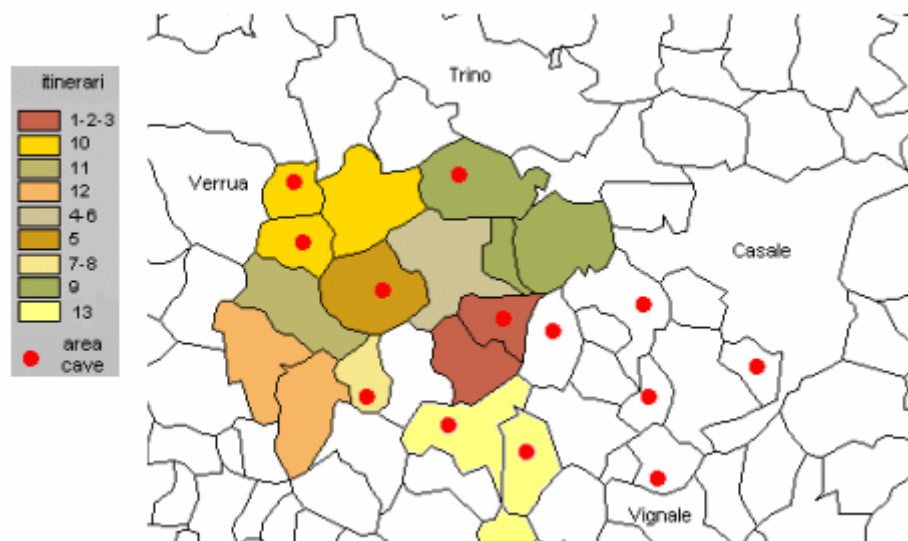 itinerari
1-2-3
10
11
12
4-6
5
7-8
9
13
area
cave
Trino
Verrua
Casale
Vignale